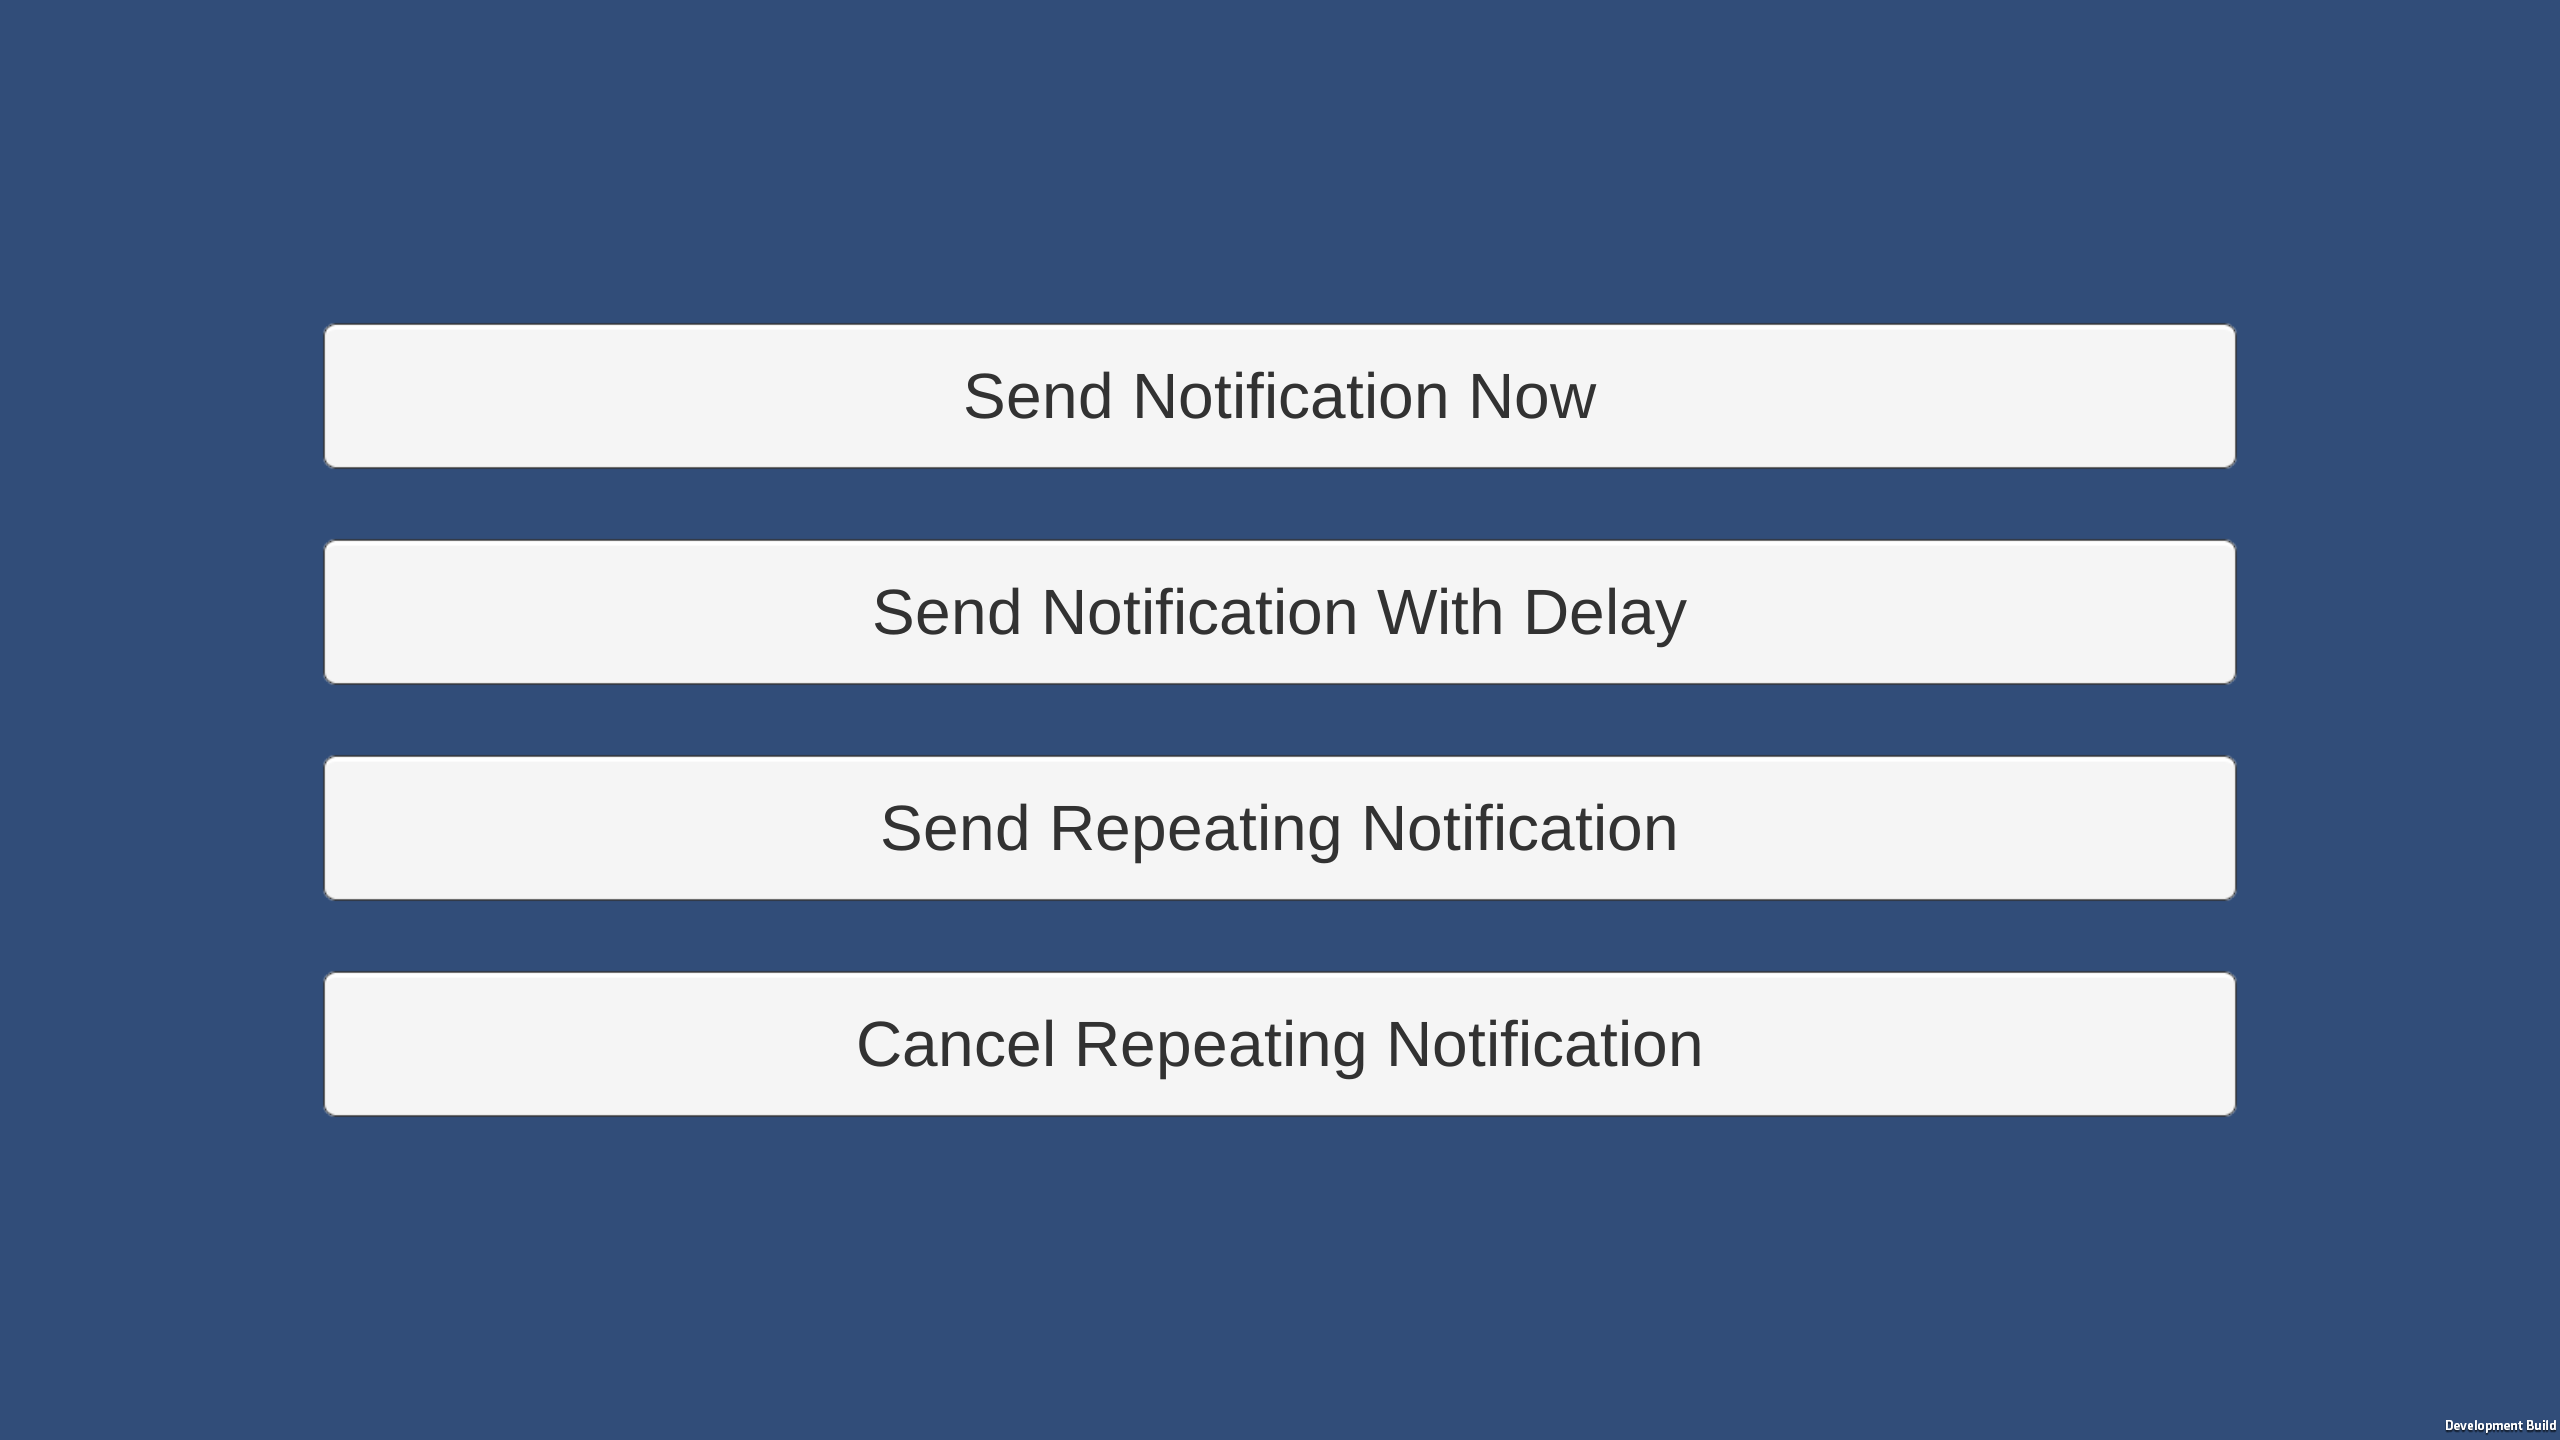 Send Notification Now
Send Notification With Delay
Send Repeating Notification
Cancel Repeating Notification
Development Build